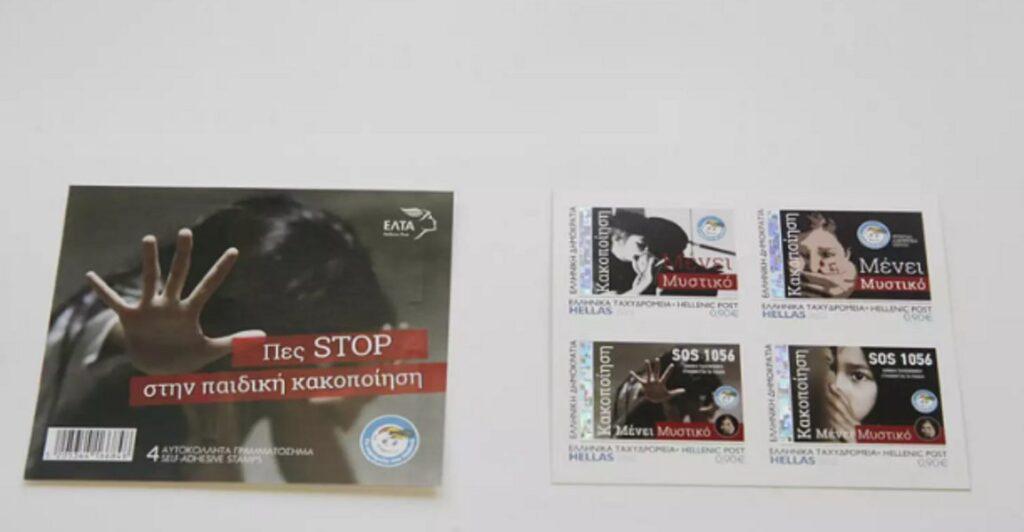 ΕΛΤΑ
Hellenic Post
Πες STOP
στην παιδική κακοποίηση
4 ΑΥΤΟΚΟΛΛΗΤΑ ΓΡΑΜΜΑΤΟΣΗΜΑ
SELF-ADHESIVE STAMPS
ΕΛΛΗΝΙΚΗ ΔΗΜΟΚΡΑΤΙΑ
Κακοποίηση
Μένει
Μυστικό
ΕΛΛΗΝΙΚΑ ΤΑΧΥΔΡΟΜΕΙΑ • HELLENIC POST
HELLAS
0,90€
ΕΛΛΗΝΙΚΗ ΔΗΜΟΚΡΑΤΙΑ
Κακοποίηση
Μένει
Μυστικό
ΕΛΛΗΝΙΚΑ ΤΑΧΥΔΡΟΜΕΙΑ • HELLENIC POST
HELLAS
0,90€
ΕΛΛΗΝΙΚΗ ΔΗΜΟΚΡΑΤΙΑ
Κακοποίηση
SOS 1056
Μένει Μυστικό
ΕΛΛΗΝΙΚΑ ΤΑΧΥΔΡΟΜΕΙΑ • HELLENIC POST
HELLAS
0,90€
ΕΛΛΗΝΙΚΗ ΔΗΜΟΚΡΑΤΙΑ
Κακοποίηση
SOS 1056
Μένει Μυστικό
ΕΛΛΗΝΙΚΑ ΤΑΧΥΔΡΟΜΕΙΑ • HELLENIC POST
HELLAS
0,90€